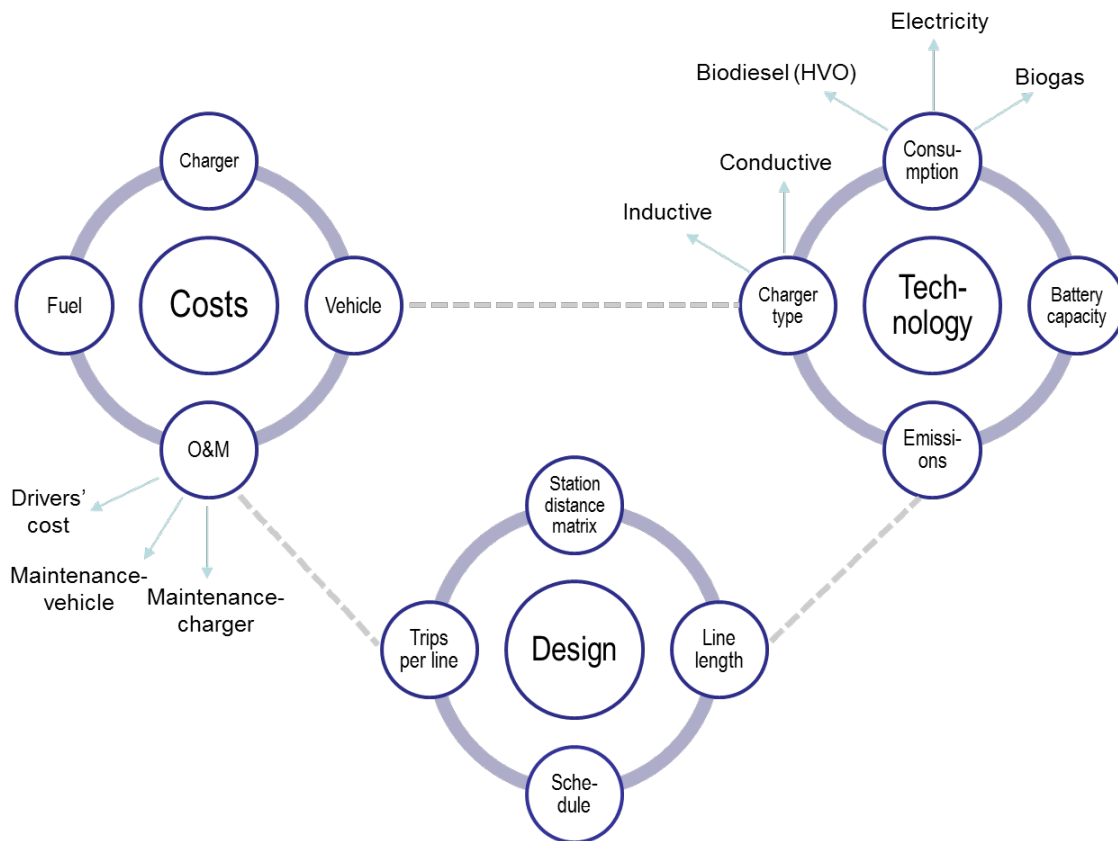 Electricity
Biodiesel (HVO)
Biogas
Charger
Consu-
mption
Conductive
Inductive
Fuel
Costs
Vehicle
Charger
type
Tech-
nology
Battery
capacity
O&M
Emissi-
ons
Drivers'
cost
Maintenance-
vehicle
Maintenance-
charger
Station
distance
matrix
Trips
per line
Design
Line
length
Sche-
dule